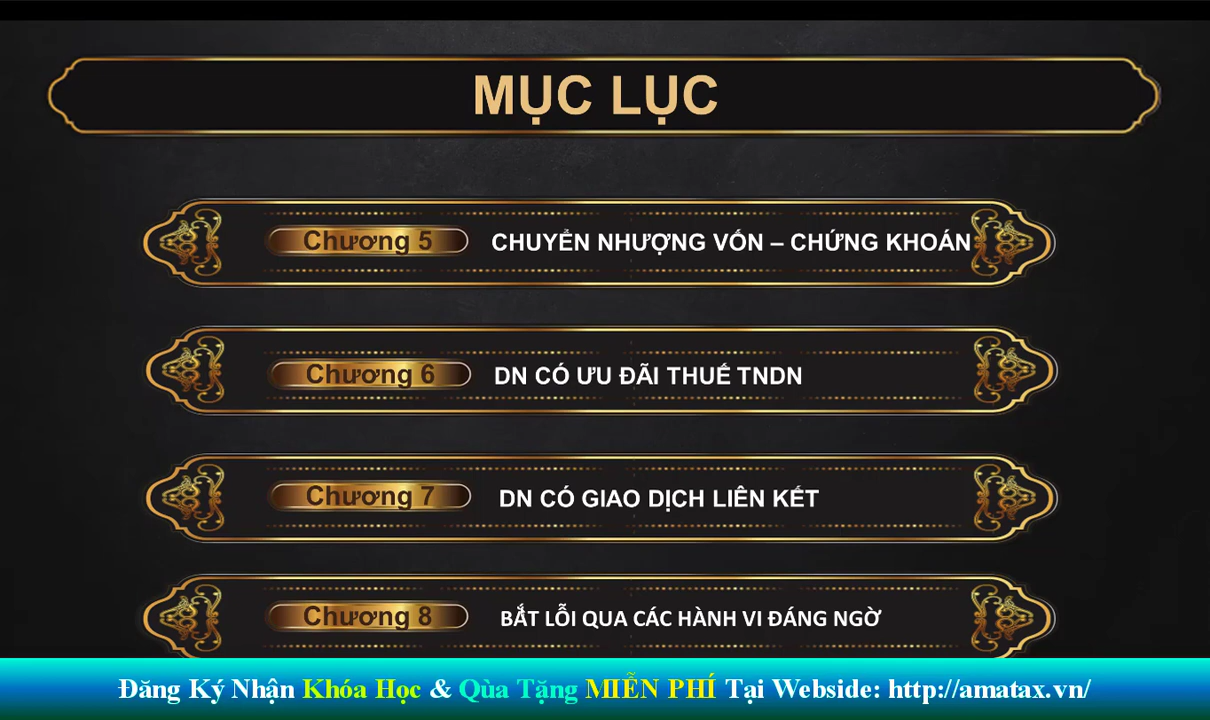 MỤC LỤC
Chương 5 CHUYỂN NHƯỢNG VỐN – CHỨNG KHOÁN
Chương 6 DN CÓ ƯU ĐÃI THUẾ TNDN
Chương 7 DN CÓ GIAO DỊCH LIÊN KẾT
Chương 8 BẮT LỖI QUA CÁC HÀNH VI ĐÁNG NGỜ
Đăng Ký Nhận Khóa Học & Qùa Tặng MIỄN PHÍ Tại Webside: http://amatax.vn/